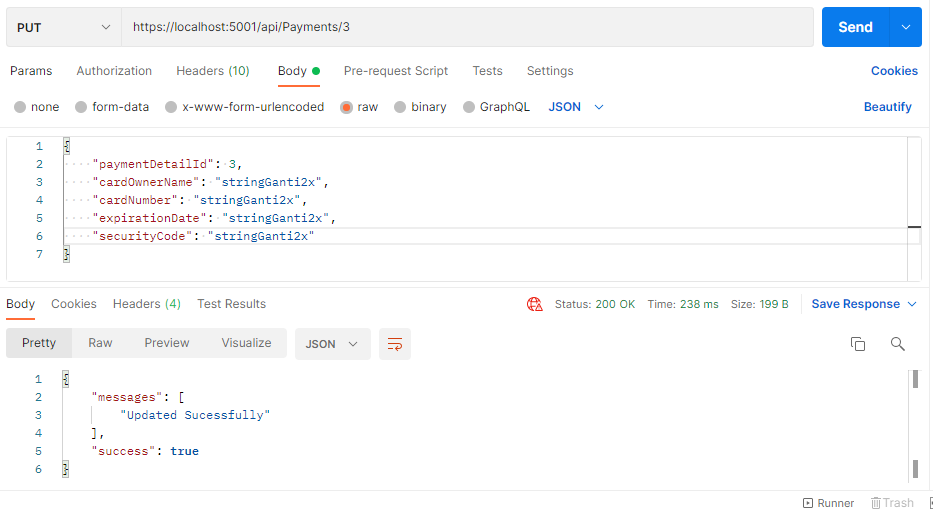 PUT https://localhost:5001/api/Payments/3 Send
Params Authorization Headers (10) Body Pre-request Script Tests Settings Cookies
none form-data x-www-form-urlencoded raw binary GraphQL JSON Beautify
1 {
2 "paymentDetailId": 3,
3 "cardOwnerName": "stringGanti2x",
4 "cardNumber": "stringGanti2x",
5 "expirationDate": "stringGanti2x",
6 "securityCode": "stringGanti2x"
7 }
Body Cookies Headers (4) Test Results Status: 200 OK Time: 238 ms Size: 199 B Save Response
Pretty Raw Preview Visualize JSON
1 {
2 "messages": [
3 "Updated Sucessfully"
4 ],
5 "success": true
6 }
Runner Trash